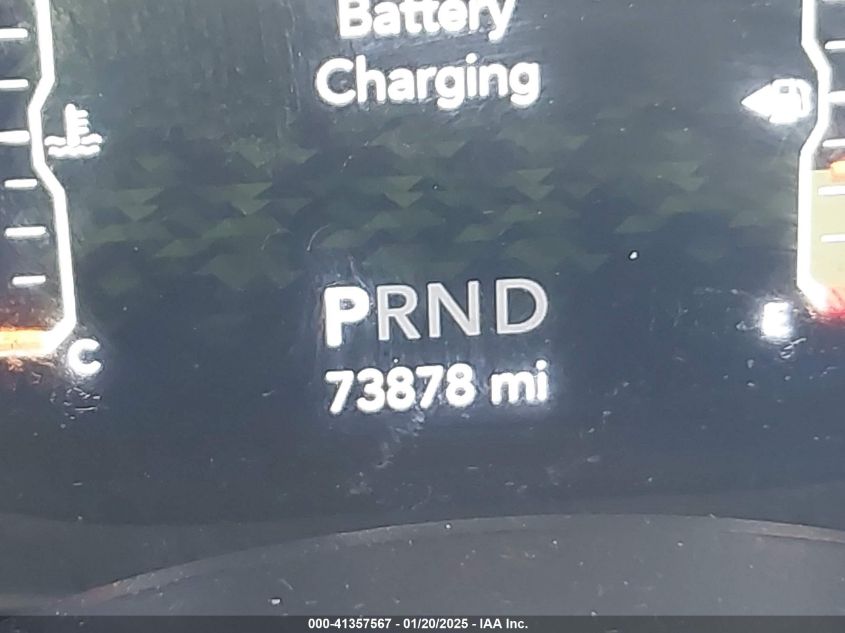 Battery
Charging
PRND
E
C
73878 mi
000-41357567 - 01/20/2025 - IAA Inc.